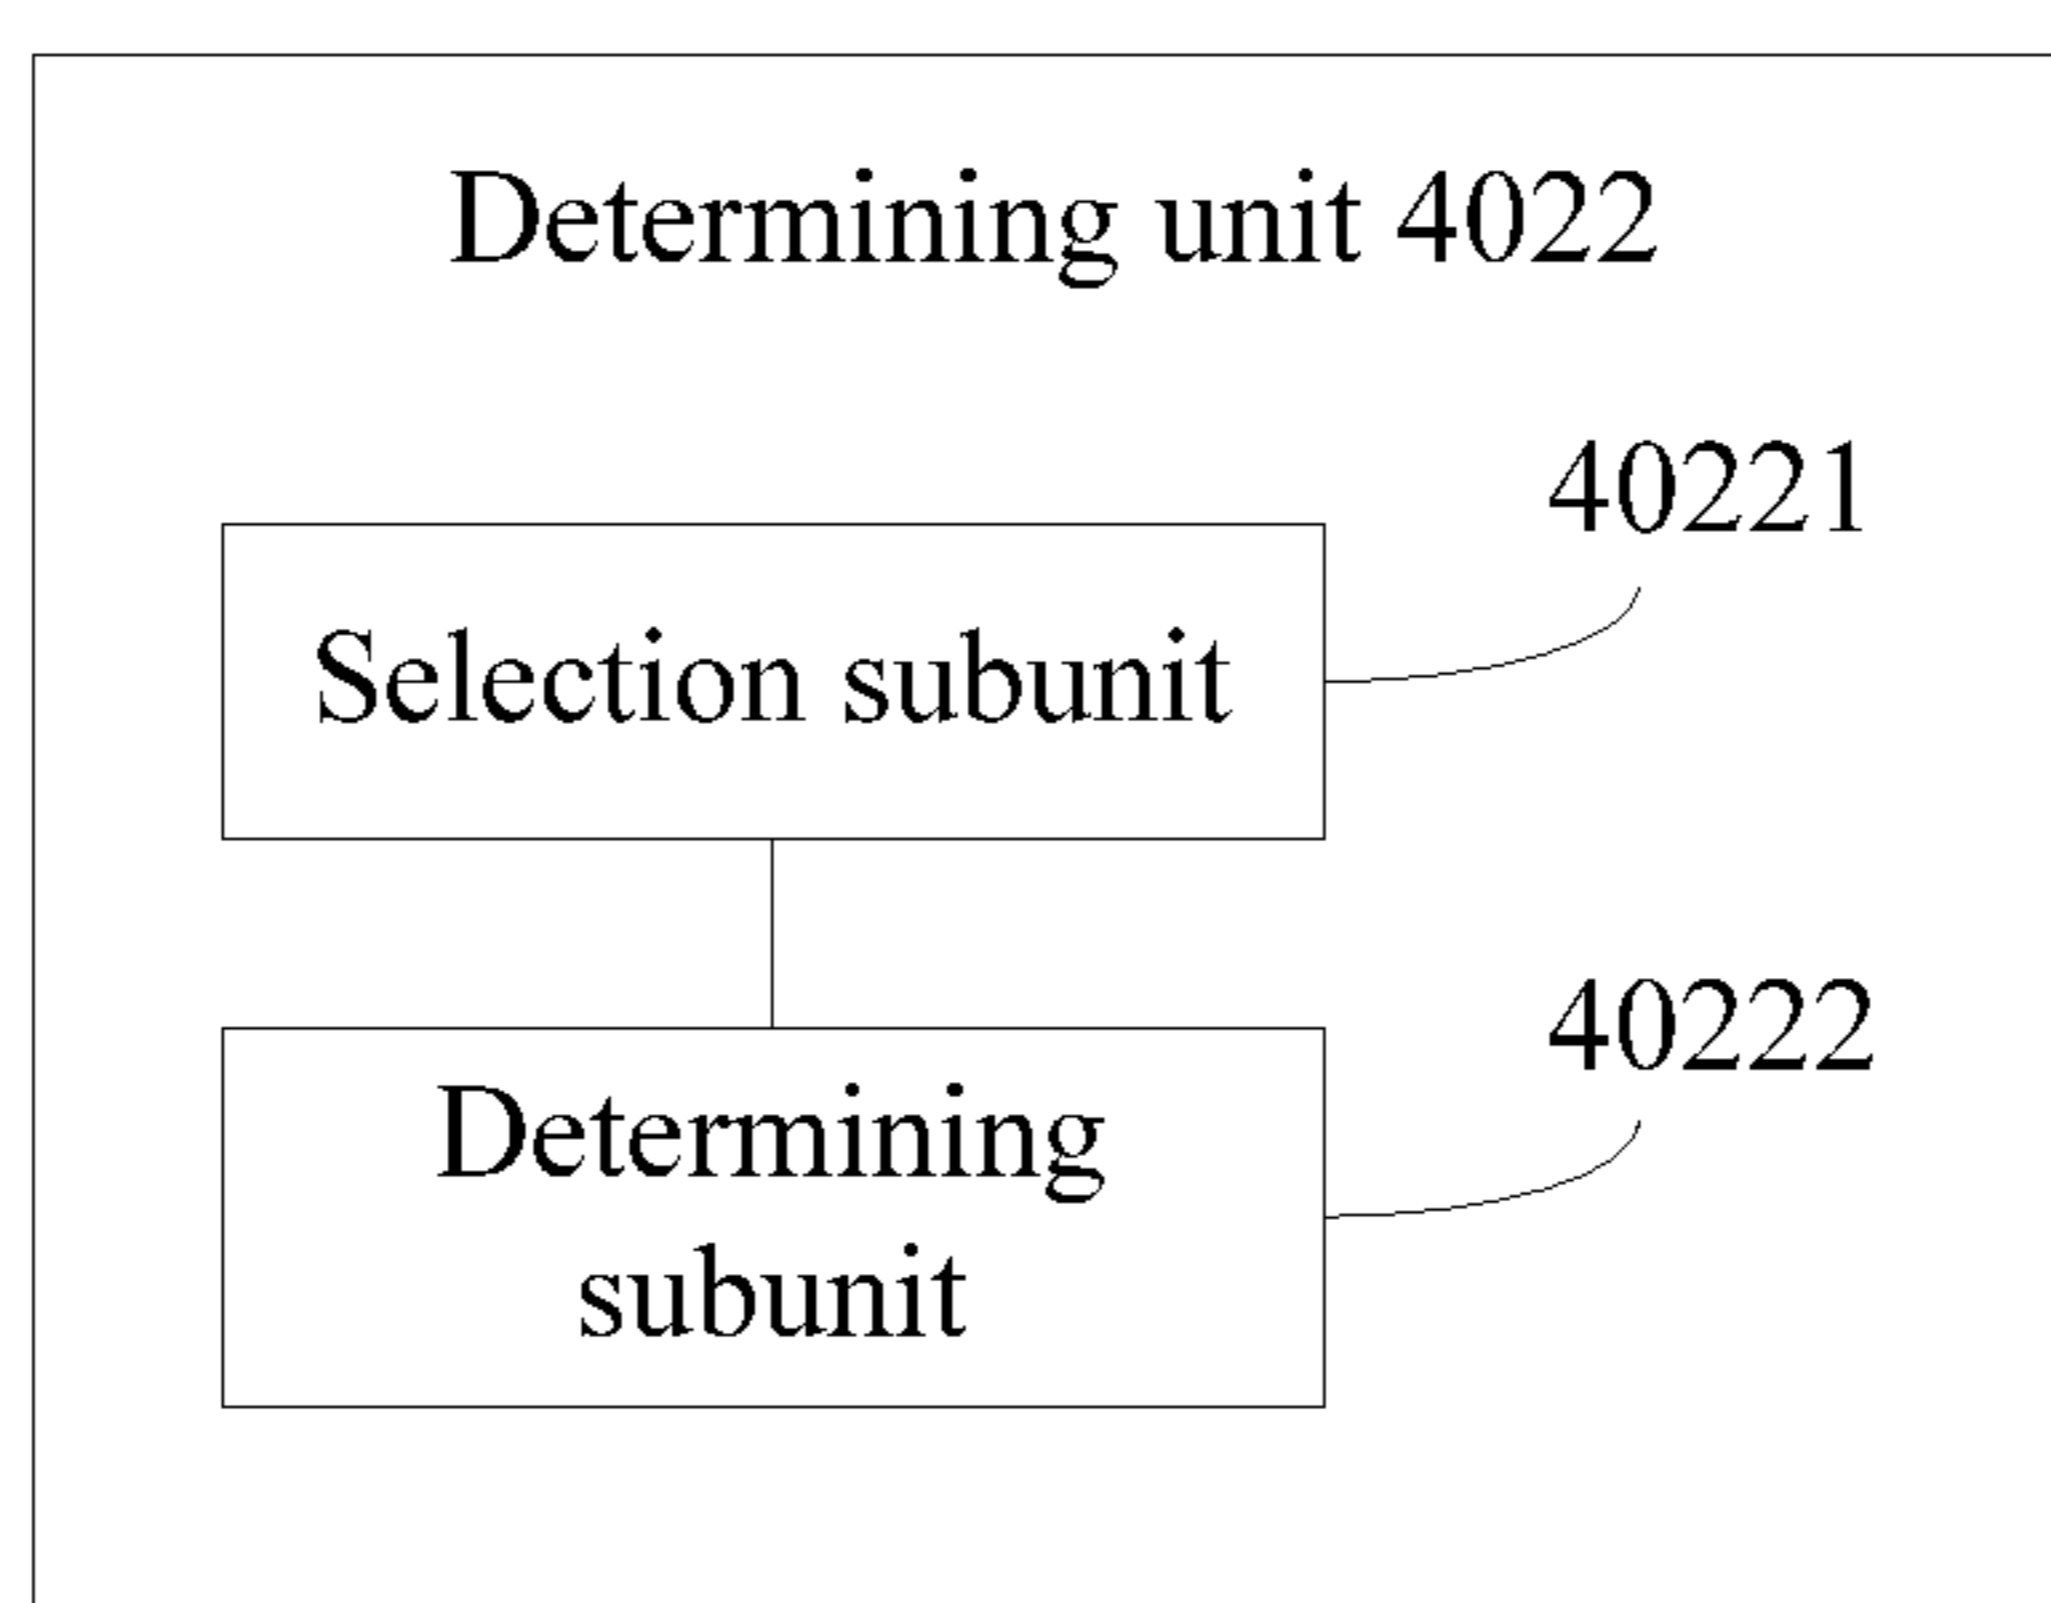 Determining unit 4022
40221
Selection subunit
40222
Determining
subunit